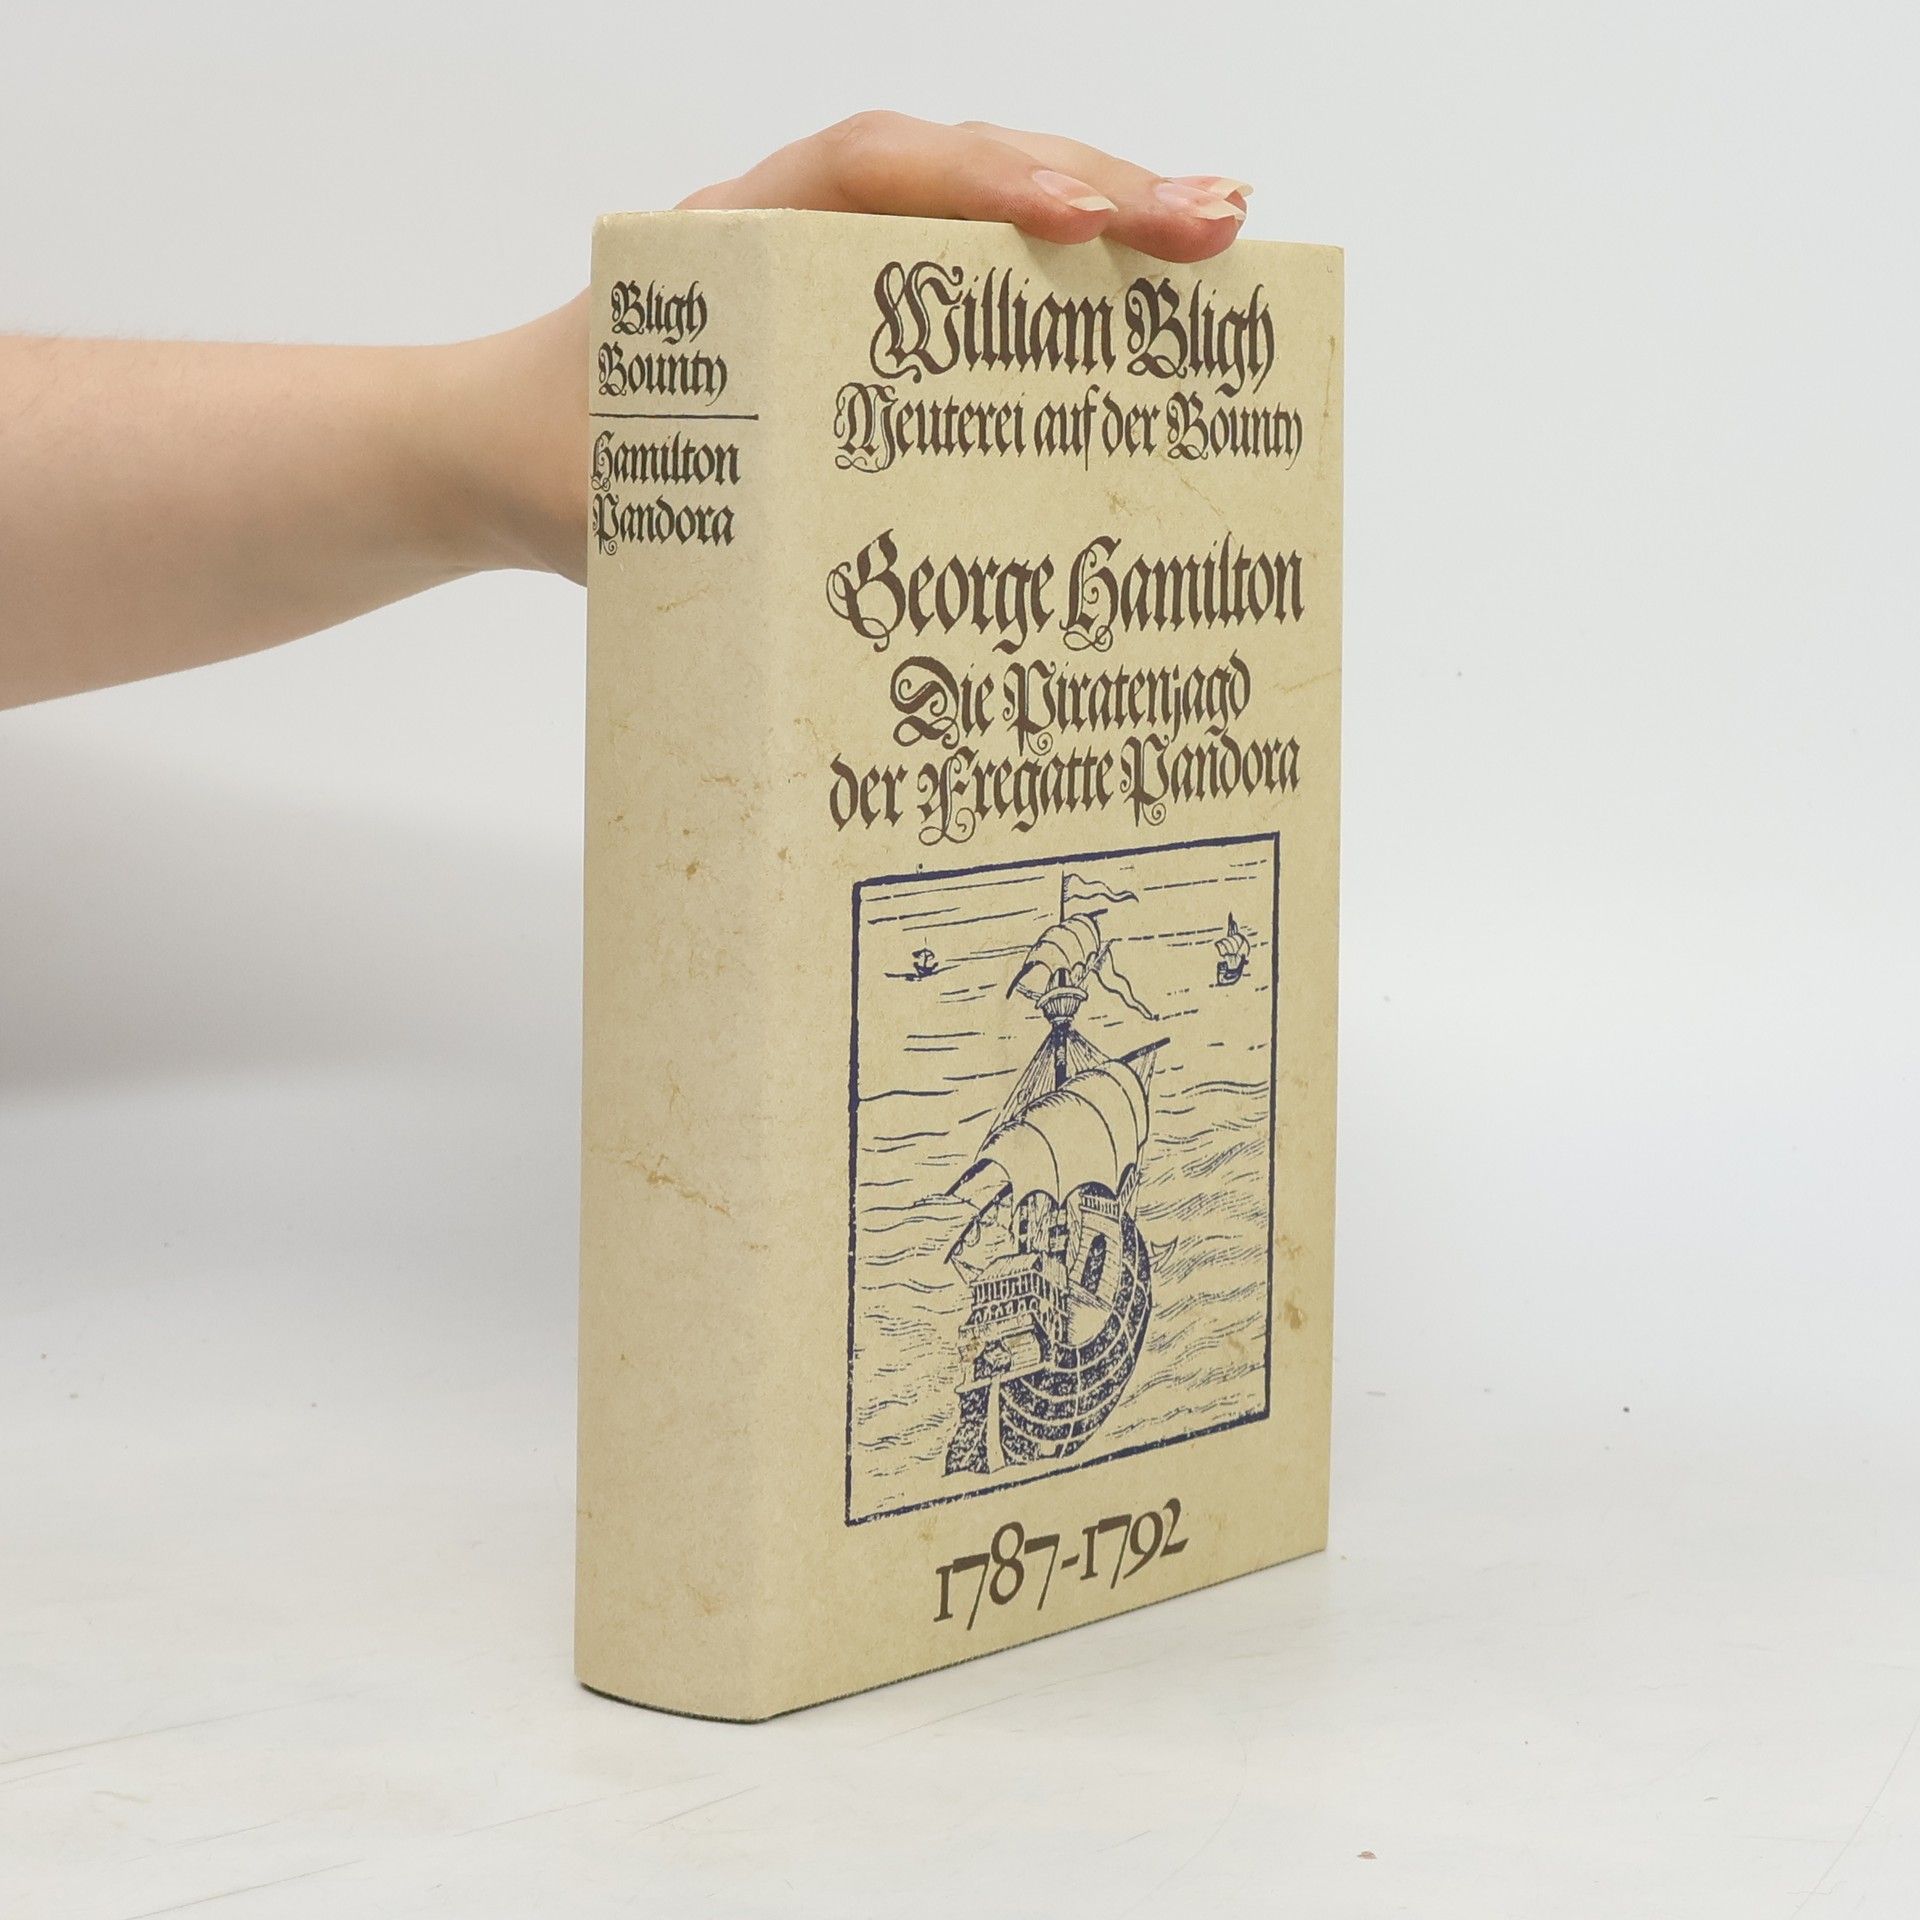 Bligh
Bounty
Hamilton
Pandora
William Bligh
Meuterei auf der Bounty
George Hamilton
Die Piratenjagd
der Fregatte Pandora
1787-1792